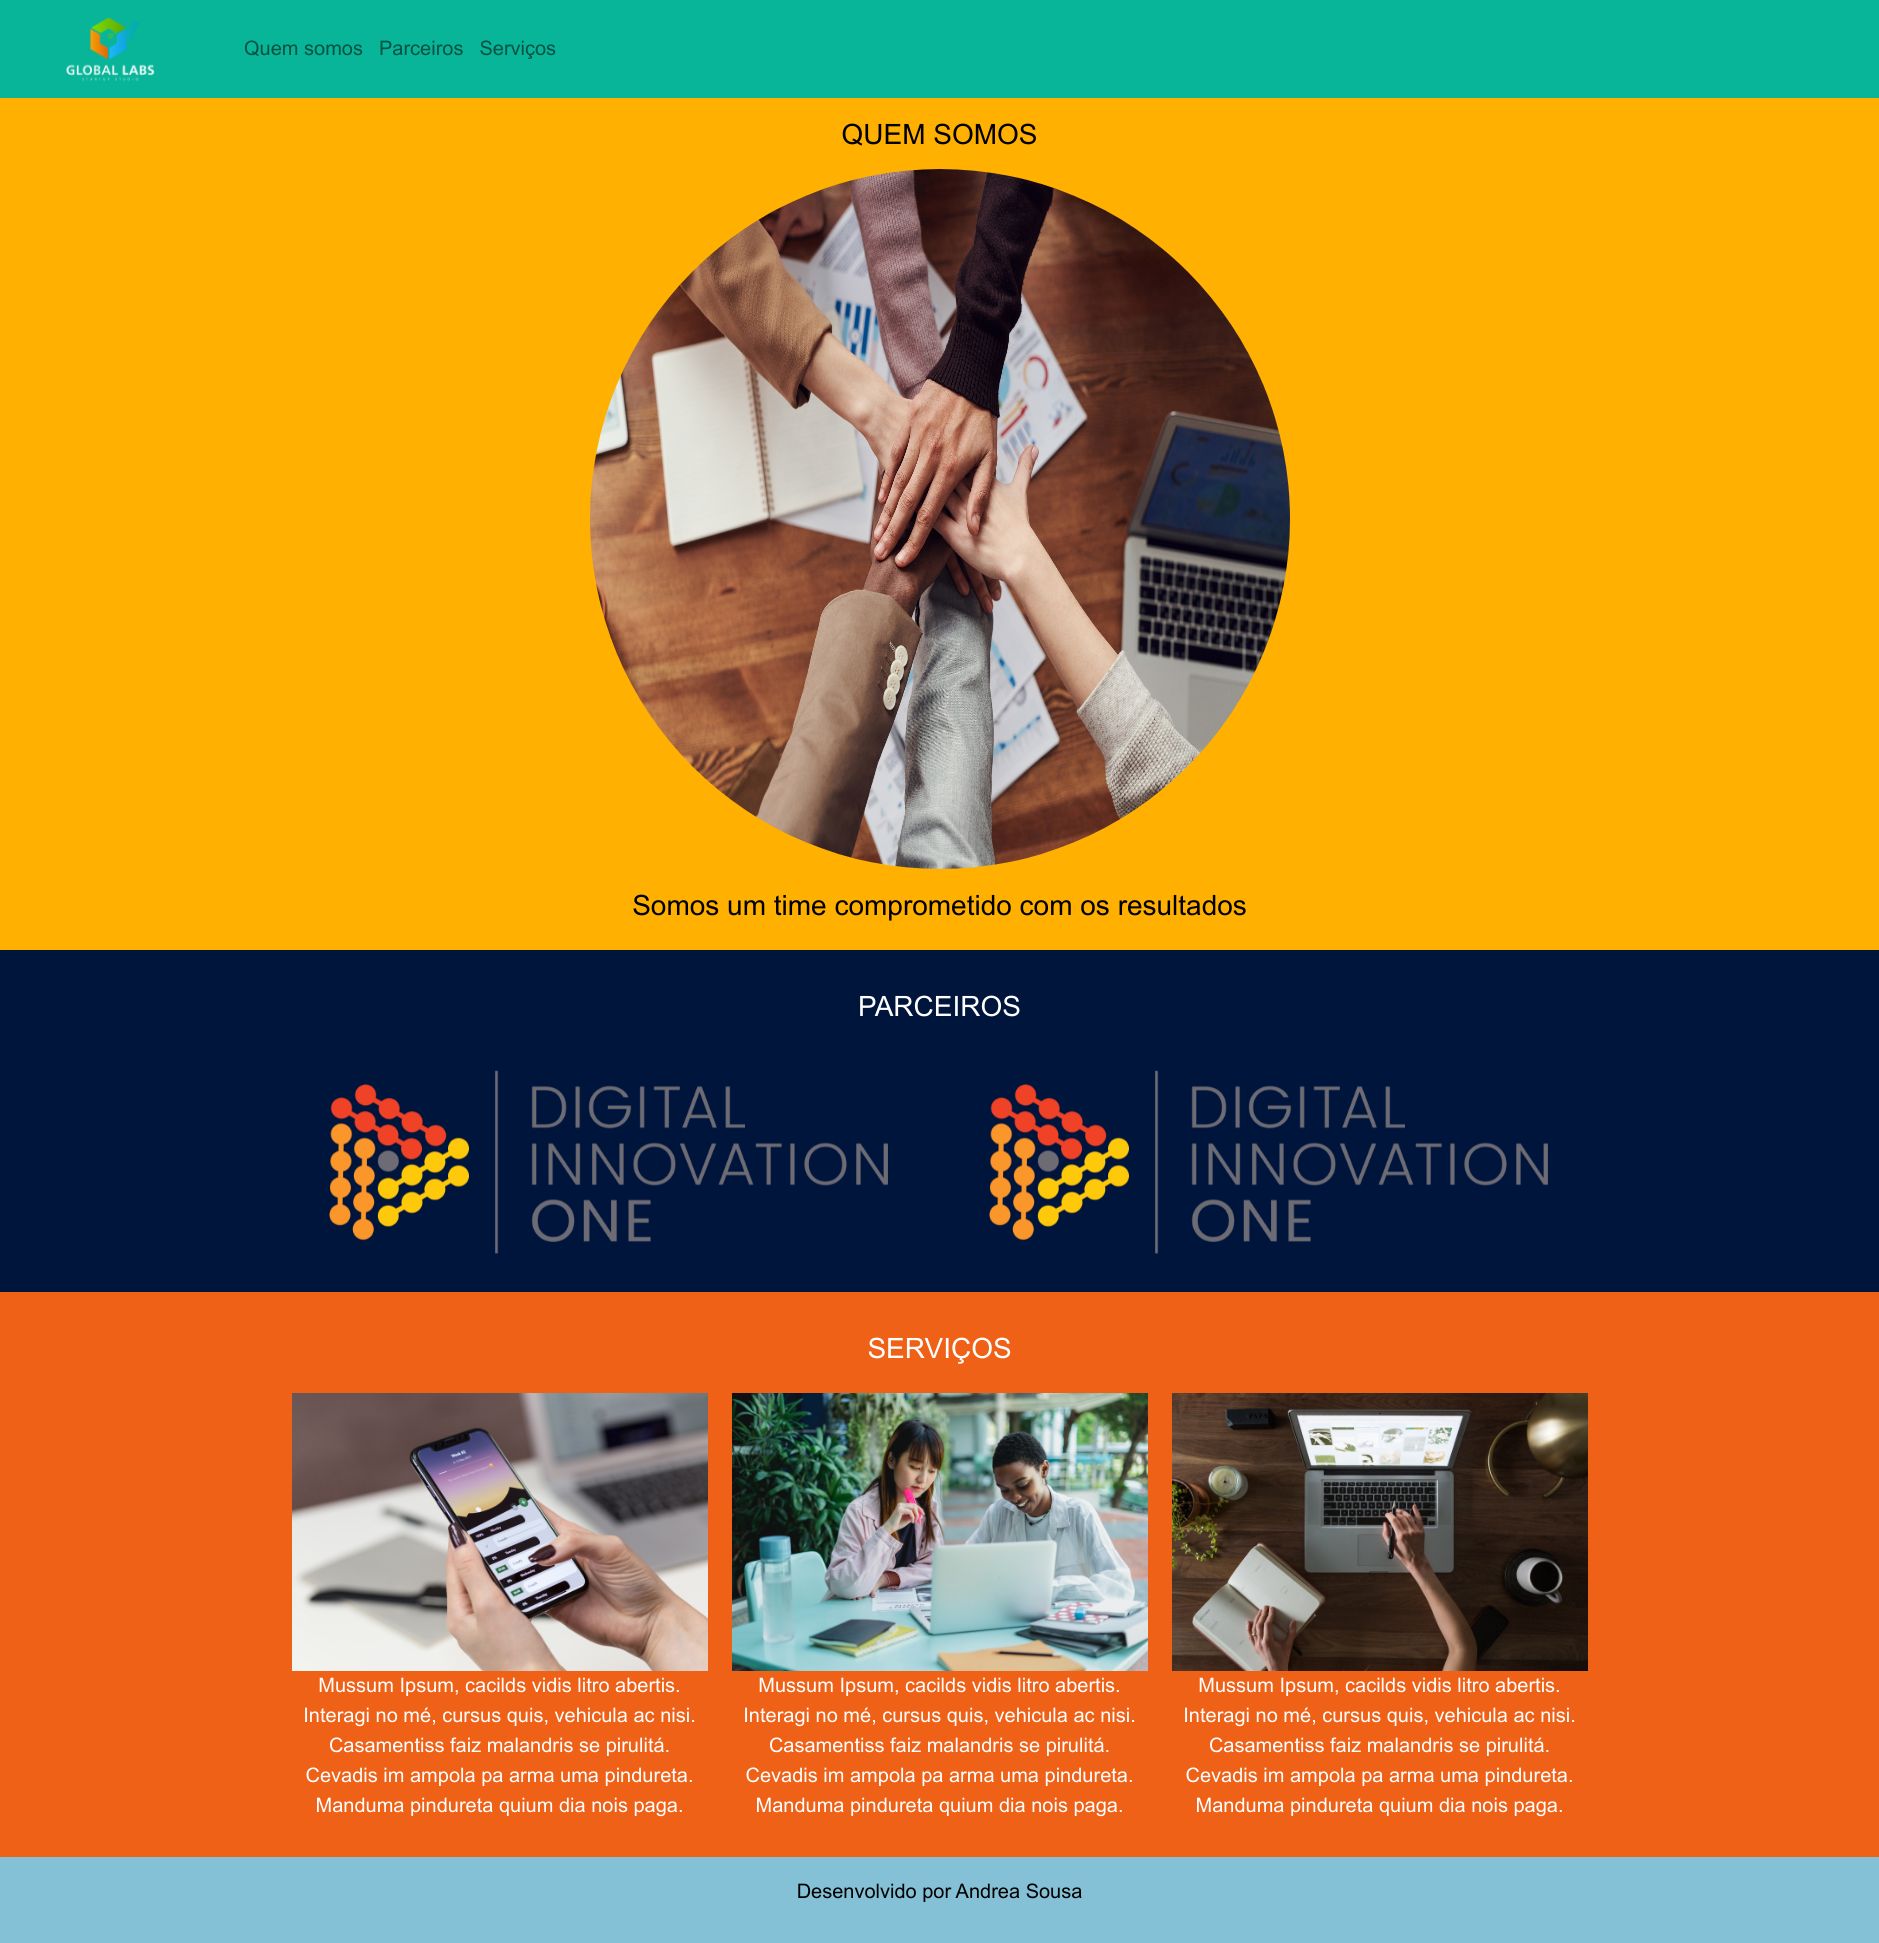 GLOBAL LABS
STARTUP STUDIO
Quem somos Parceiros Serviços
QUEM SOMOS
Somos um time comprometido com os resultados
PARCEIROS
DIGITAL
INNOVATION
ONE
DIGITAL
INNOVATION
ONE
SERVIÇOS
Mussum Ipsum, cacilds vidis litro abertis.
Interagi no mé, cursus quis, vehicula ac nisi.
Casamentiss faiz malandris se pirulitá.
Cevadis im ampola pa arma uma pindureta.
Manduma pindureta quium dia nois paga.
Mussum Ipsum, cacilds vidis litro abertis.
Interagi no mé, cursus quis, vehicula ac nisi.
Casamentiss faiz malandris se pirulitá.
Cevadis im ampola pa arma uma pindureta.
Manduma pindureta quium dia nois paga.
Mussum Ipsum, cacilds vidis litro abertis.
Interagi no mé, cursus quis, vehicula ac nisi.
Casamentiss faiz malandris se pirulitá.
Cevadis im ampola pa arma uma pindureta.
Manduma pindureta quium dia nois paga.
Desenvolvido por Andrea Sousa